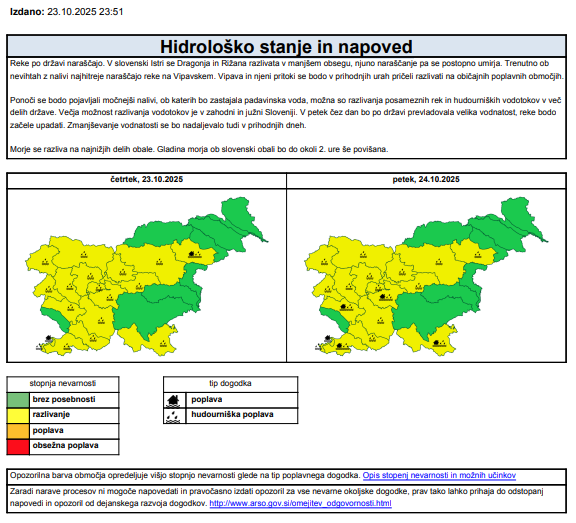 Izdano: 23.10.2025 23:51
Hidrološko stanje in napoved
Reke po državi naraščajo. V slovenski Istri se Dragonja in Rižana razlivata v manjšem obsegu, njuno naraščanje pa se postopno umirja. Trenutno ob
nevihtah z nalivi najhitreje naraščajo reke na Vipavskem. Vipava in njeni pritoki se bodo v prihodnjih urah pričeli razlivati na običajnih poplavnih območjih.
Ponoči se bodo pojavljali močnejši nalivi, ob katerih bo zastajala padavinska voda, možna so razlivanja posameznih rek in hudourniških vodotokov v več
delih države. Večja možnost razlivanja vodotokov je v zahodni in južni Sloveniji. V petek čez dan bo po državi prevladovala velika vodnatost, reke bodo
začele upadati. Zmanjševanje vodnatosti se bo nadaljevalo tudi v prihodnjih dneh.
Morje se razliva na najnižjih delih obale. Gladina morja ob slovenski obali bo do okoli 2. ure še povišana.
četrtek, 23.10.2025
petek, 24.10.2025
stopnja nevarnosti
brez posebnosti
razlivanje
poplava
obsežna poplava
tip dogodka
poplava
hudourniška poplava
Opozorilna barva območja opredeljuje višjo stopnjo nevarnosti glede na tip poplavnega dogodka. Opis stopenj nevarnosti in možnih učinkov
Zaradi narave procesov ni mogoče napovedati in pravočasno izdati opozoril za vse nevarne okoljske dogodke, prav tako lahko prihaja do odstopanj
napovedi in opozoril od dejanskega razvoja dogodkov. http://www.arso.gov.si/omejitev_odgovornosti.html